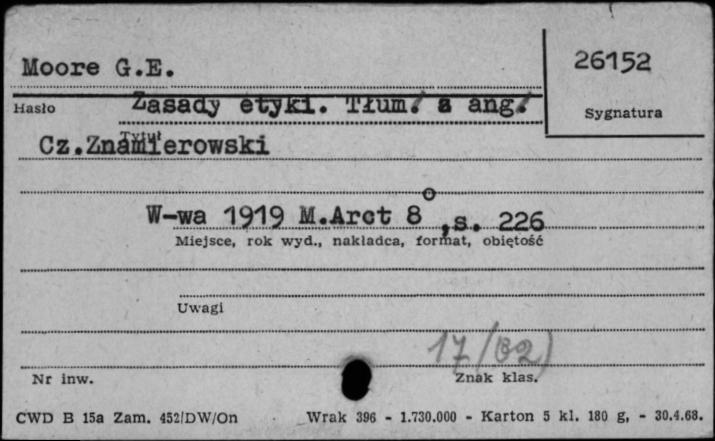 26152
Moore G.E.
Hasło
Zasady etyki. Tłum. z ang.
Sygnatura
Tytuł
Cz.Znamierowski
W-wa 1919 M.Arct 8° ,s. 226
Miejsce, rok wyd., nakładca, format, objętość
Uwagi
17/
Nr inw.
Znak klas.
CWD B 15a Zam. 452/DW/On Wrak 396 - 1.730.000 - Karton 5 kl. 180 g, - 30.4.68.